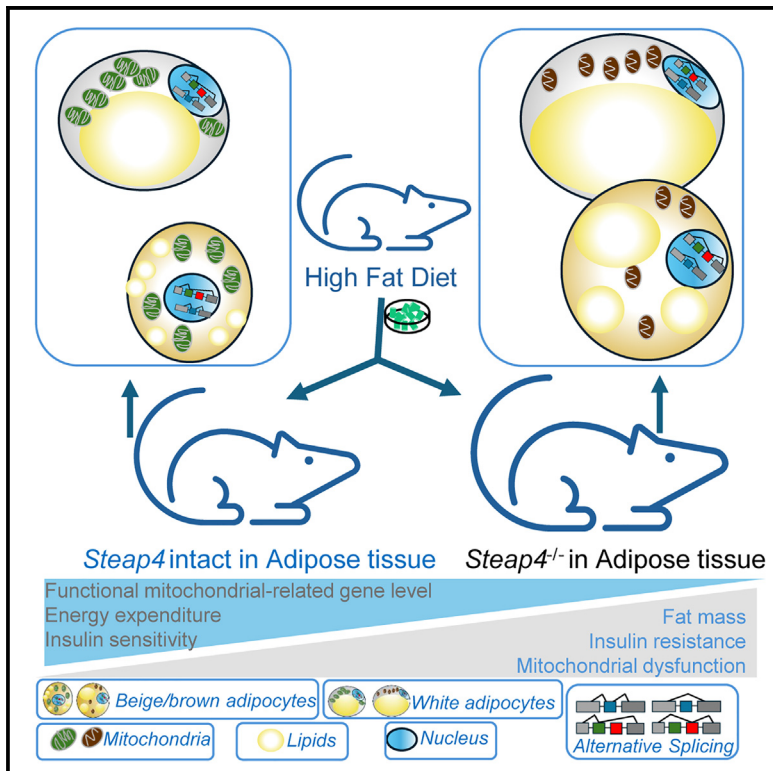 High Fat Diet
Steap4 intact in Adipose tissue
Steap4-/- in Adipose tissue
Functional mitochondrial-related gene level
Energy expenditure
Insulin sensitivity
Fat mass
Insulin resistance
Mitochondrial dysfunction
Beige/brown adipocytes
White adipocytes
Mitochondria
Lipids
Nucleus
Alternative Splicing